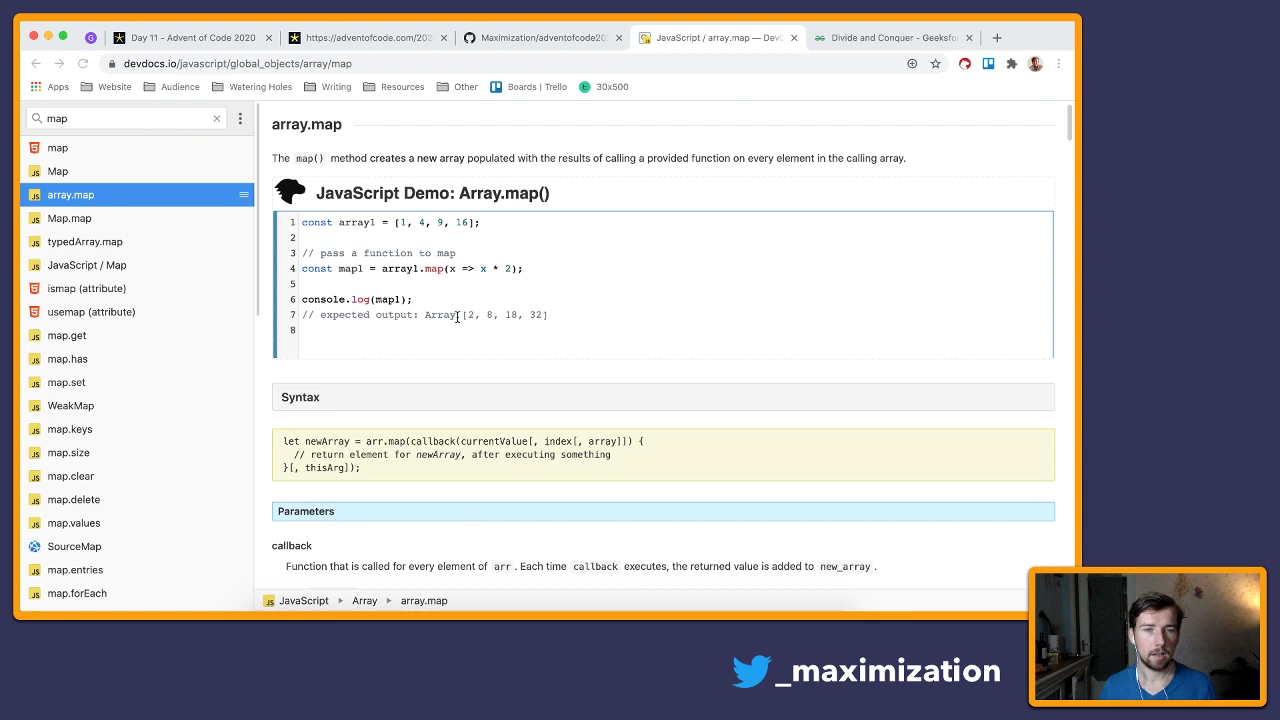 Day 11 - Advent of Code 2020
https://adventofcode.com/202
Maximization/adventofcode202
JavaScript / array.map — Dev
Divide and Conquer - Geeksfo
devdocs.io/javascript/global_objects/array/map
Apps
Website
Audience
Watering Holes
Writing
Resources
Other
Boards | Trello
30x500
map
map
Map
array.map
Map.map
typedArray.map
JavaScript / Map
ismap (attribute)
usemap (attribute)
map.get
map.has
map.set
WeakMap
map.keys
map.size
map.clear
map.delete
map.values
SourceMap
map.entries
map.forEach
array.map
The map() method creates a new array populated with the results of calling a provided function on every element in the calling array.
JavaScript Demo: Array.map()
1 const array1 = [1, 4, 9, 16];
2
3 // pass a function to map
4 const map1 = array1.map(x => x * 2);
5
6 console.log(map1);
7 // expected output: Array [2, 8, 18, 32]
8
Syntax
let newArray = arr.map(callback(currentValue[, index[, array]]) {
// return element for newArray, after executing something
}[, thisArg]);
Parameters
callback
Function that is called for every element of arr . Each time callback executes, the returned value is added to new_array .
JavaScript Array array.map
_maximization